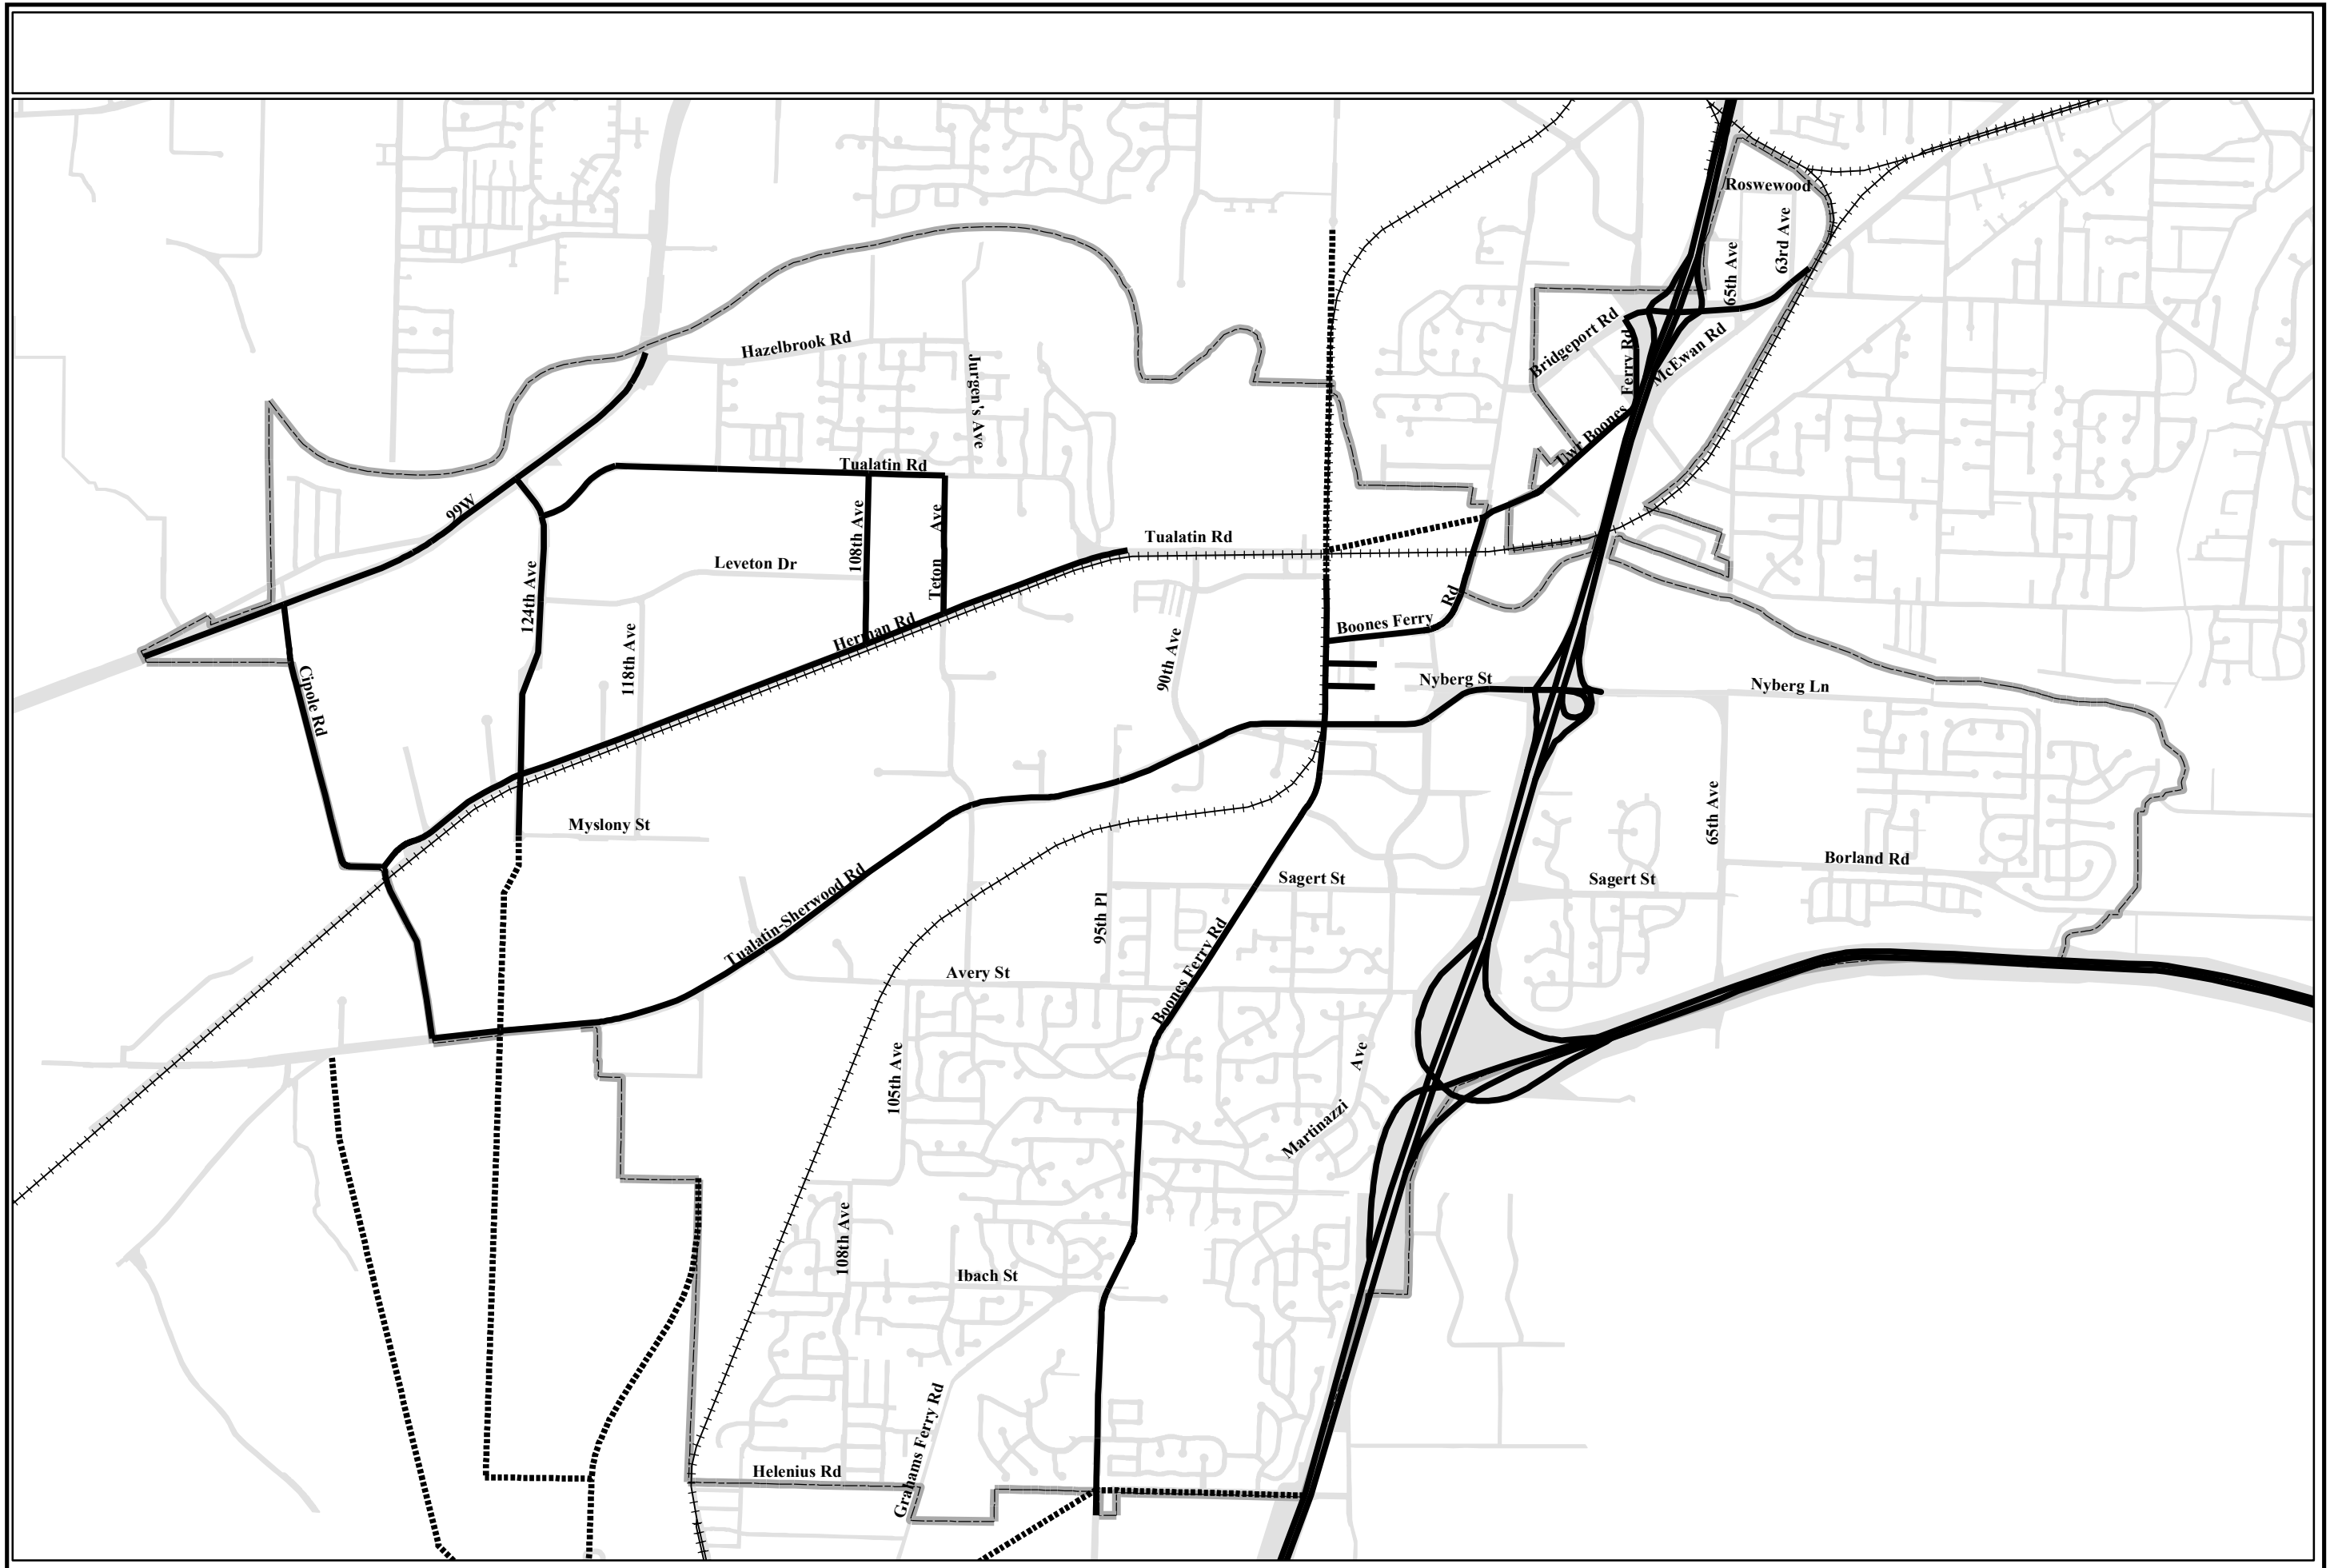 Roswewood
63rd Ave
65th Ave
Bridgeport Rd
Hazelbrook Rd
McEwan Rd
Lwr Boones Ferry Rd
Jurgen's Ave
Tualatin Rd
99W
108th Ave
Teton Ave
Tualatin Rd
Leveton Dr
124th Ave
Boones Ferry Rd
Herman Rd
118th Ave
90th Ave
Nyberg St
Nyberg Ln
Cipole Rd
65th Ave
Myslony St
Borland Rd
Sagert St
Sagert St
Tualatin-Sherwood Rd
95th Pl
Boones Ferry Rd
Avery St
105th Ave
Martinazzi Ave
108th Ave
Ibach St
Grahams Ferry Rd
Helenius Rd